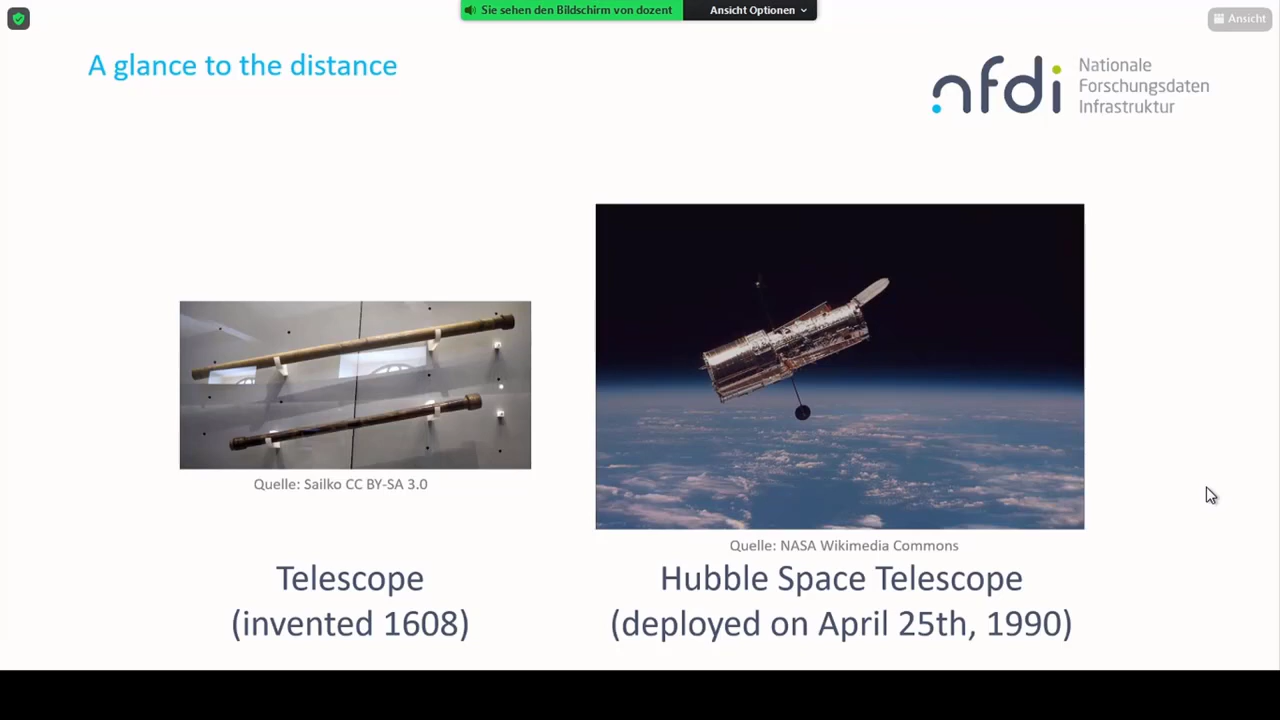 Sie sehen den Bildschirm von dozent
Ansicht Optionen
Ansicht
A glance to the distance
nfdi
Nationale
Forschungsdaten
Infrastruktur
Quelle: Sailko CC BY-SA 3.0
Quelle: NASA Wikimedia Commons
Telescope
(invented 1608)
Hubble Space Telescope
(deployed on April 25th, 1990)